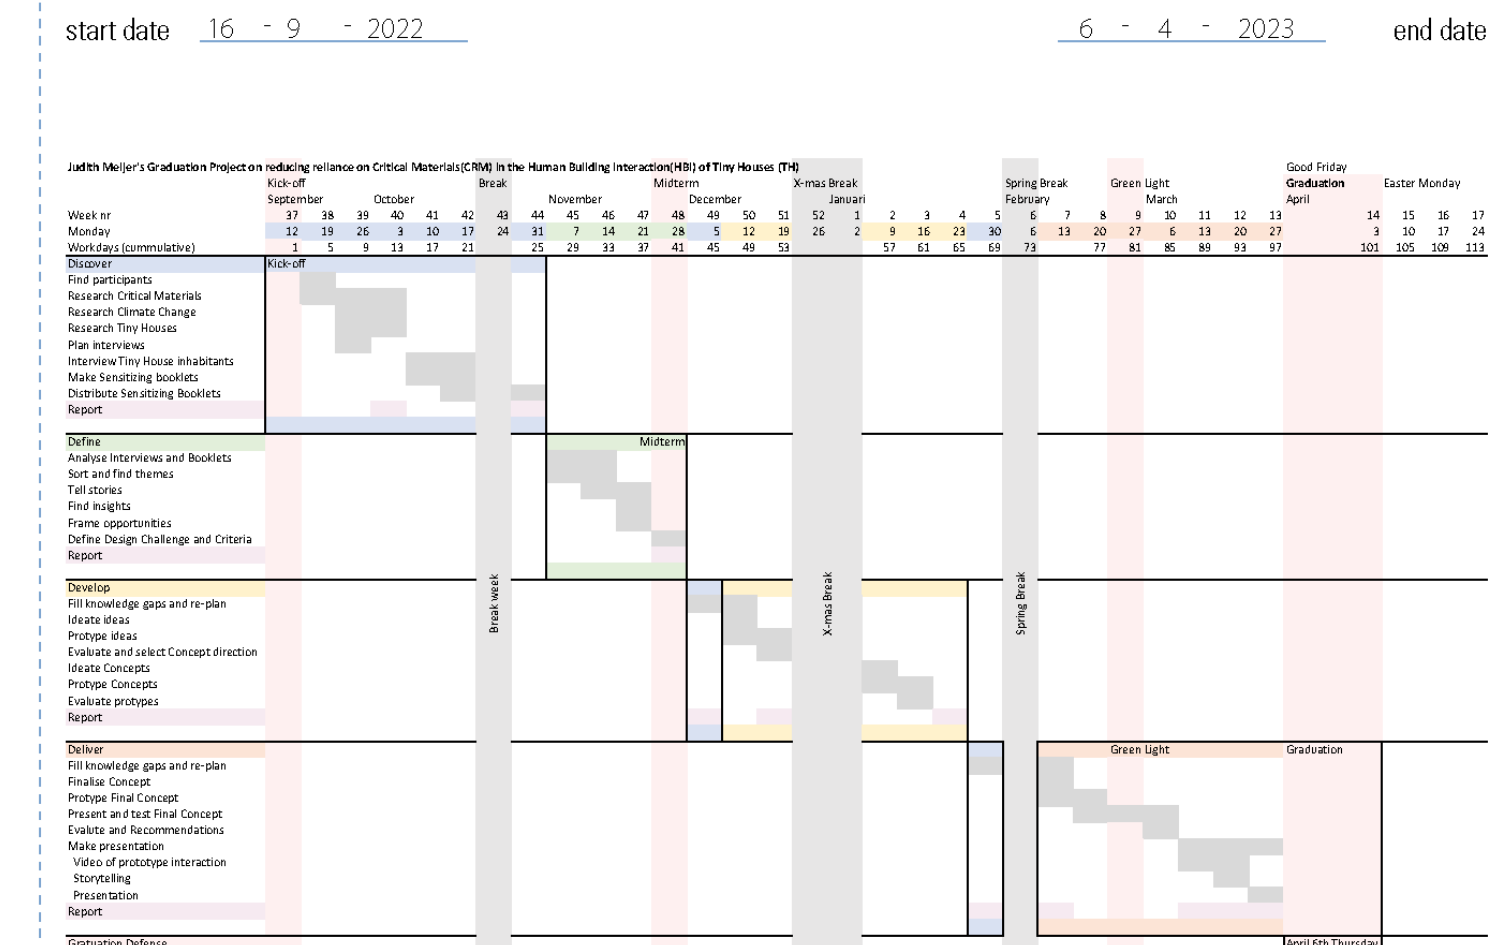 start date 16 - 9 - 2022 6 - 4 - 2023 end date
Judith Meijer's Graduation Project on reducing reliance on Critical Materials(CRM) in the Human Building Interaction(HBI) of Tiny Houses (TH) Good Friday
Kick-off Break Midterm X-mas Break Spring Break Green Light Graduation Easter Monday
September October November December Januari February March April
Week nr 37 38 39 40 41 42 43 44 45 46 47 48 49 50 51 52 1 2 3 4 5 6 7 8 9 10 11 12 13 14 15 16 17
Monday 12 19 26 3 10 17 24 31 7 14 21 28 5 12 19 26 2 9 16 23 30 6 13 20 27 6 13 20 27 3 10 17 24
Workdays (cummulative) 1 5 9 13 17 21 25 29 33 37 41 45 49 53 57 61 65 69 73 77 81 85 89 93 97 101 105 109 113
Discover Kick-off
Find participants
Research Critical Materials
Research Climate Change
Research Tiny Houses
Plan interviews
Interview Tiny House inhabitants
Make Sensitizing booklets
Distribute Sensitizing Booklets
Report
Define Midterm
Analyse Interviews and Booklets
Sort and find themes
Tell stories
Find insights
Frame opportunities
Define Design Challenge and Criteria
Report
Break week
X-mas Break
Spring Break
Develop
Fill knowledge gaps and re-plan
Ideate ideas
Protype ideas
Evaluate and select Concept direction
Ideate Concepts
Protype Concepts
Evaluate protypes
Report
Deliver Green Light Graduation
Fill knowledge gaps and re-plan
Finalise Concept
Protype Final Concept
Present and test Final Concept
Evalute and Recommendations
Make presentation
Video of prototype interaction
Storytelling
Presentation
Report
Gratuation Defense April 6th Thursday